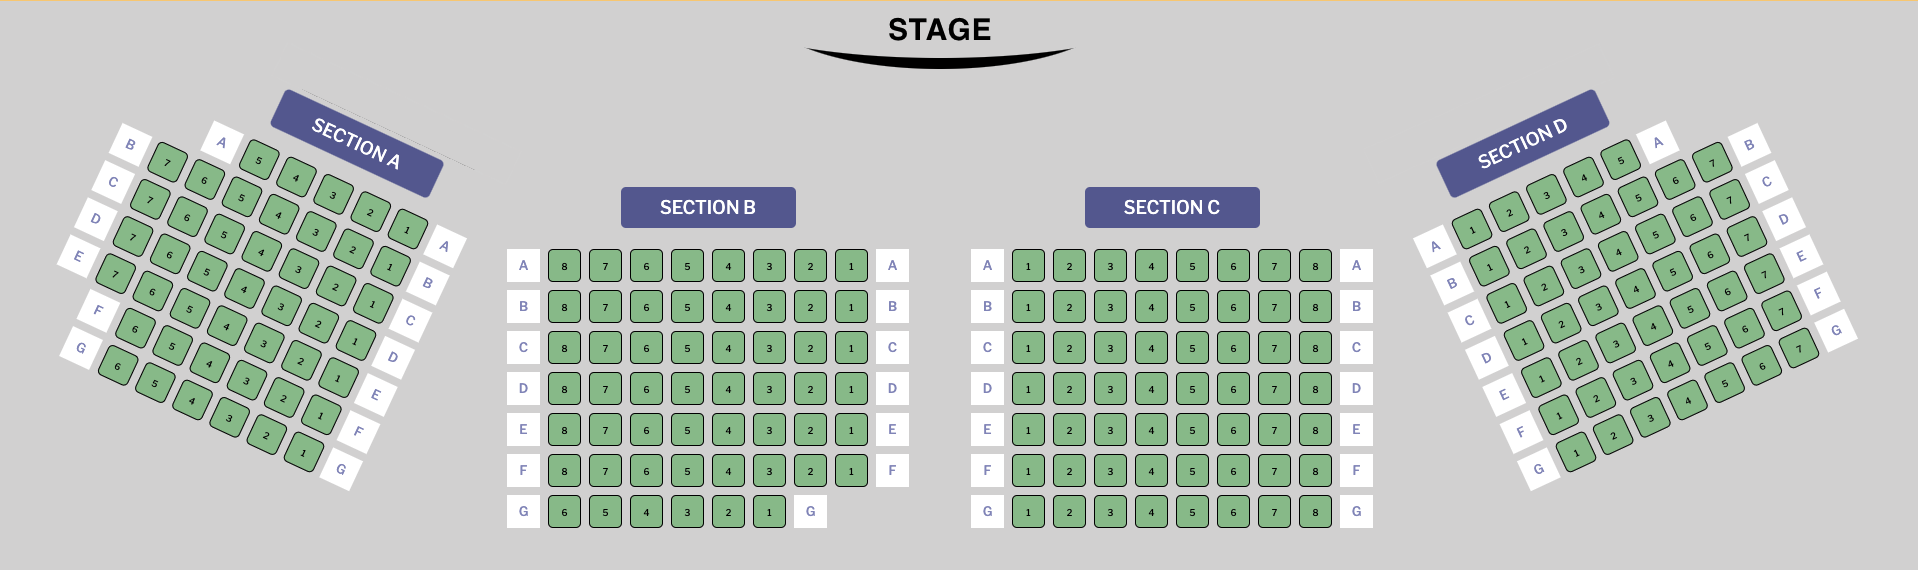 STAGE
SECTION A
A 5 4 3 2 1 A
B 7 6 5 4 3 2 1 B
C 7 6 5 4 3 2 1 C
D 7 6 5 4 3 2 1 D
E 7 6 5 4 3 2 1 E
F 6 5 4 3 2 1 F
G 6 5 4 3 2 1 G
SECTION B
A 8 7 6 5 4 3 2 1 A
B 8 7 6 5 4 3 2 1 B
C 8 7 6 5 4 3 2 1 C
D 8 7 6 5 4 3 2 1 D
E 8 7 6 5 4 3 2 1 E
F 8 7 6 5 4 3 2 1 F
G 6 5 4 3 2 1 G
SECTION C
A 1 2 3 4 5 6 7 8 A
B 1 2 3 4 5 6 7 8 B
C 1 2 3 4 5 6 7 8 C
D 1 2 3 4 5 6 7 8 D
E 1 2 3 4 5 6 7 8 E
F 1 2 3 4 5 6 7 8 F
G 1 2 3 4 5 6 7 8 G
SECTION D
A 1 2 3 4 5 A
B 1 2 3 4 5 6 7 B
C 1 2 3 4 5 6 7 C
D 1 2 3 4 5 6 7 D
E 1 2 3 4 5 6 7 E
F 1 2 3 4 5 6 7 F
G 1 2 3 4 5 6 7 G